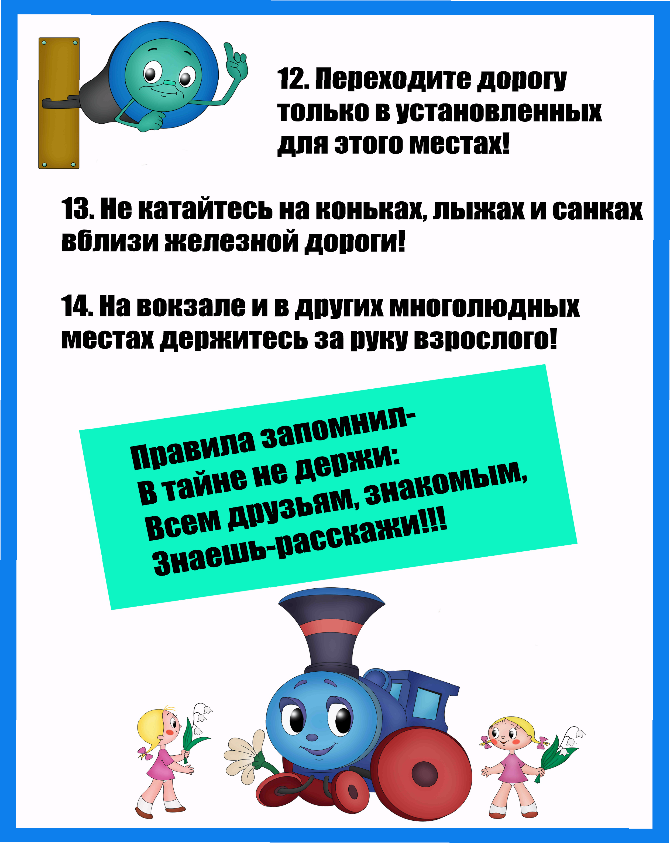 12. Переходите дорогу
только в установленных
для этого местах!
13. Не катайтесь на коньках, лыжах и санках
вблизи железной дороги!
14. На вокзале и в других многолюдных
местах держитесь за руку взрослого!
Правила запомнил-
В тайне не держи:
Всем друзьям, знакомым,
Знаешь-расскажи!!!